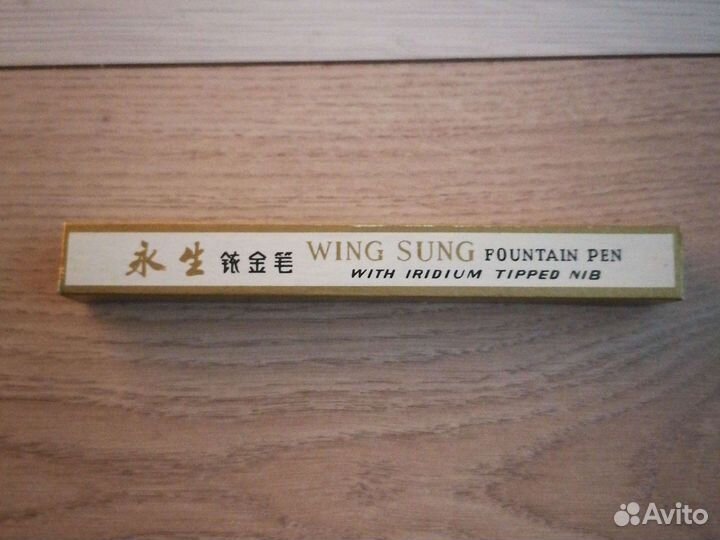 永生 铱金笔 WING SUNG FOUNTAIN PEN
WITH IRIDIUM TIPPED NIB
Avito